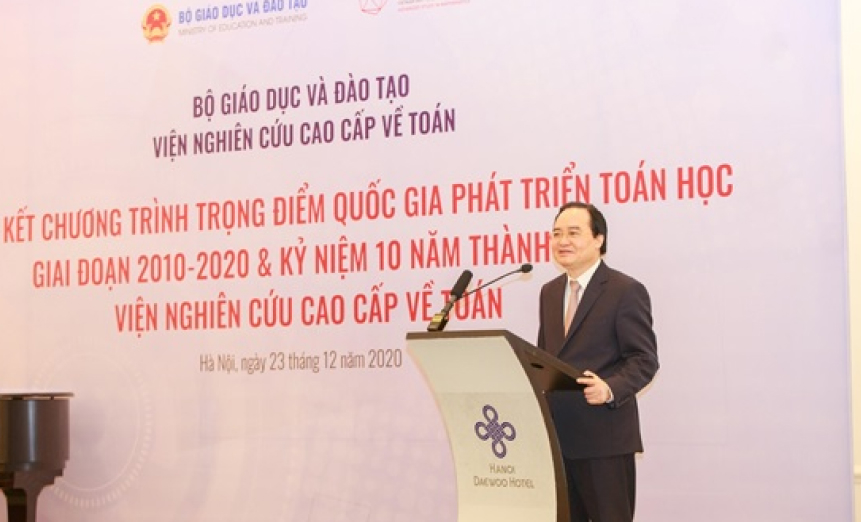 BỘ GIÁO DỤC VÀ ĐÀO TẠO
MINISTRY OF EDUCATION AND TRAINING
BỘ GIÁO DỤC VÀ ĐÀO TẠO
VIỆN NGHIÊN CỨU CAO CẤP VỀ TOÁN
KẾT CHƯƠNG TRÌNH TRỌNG ĐIỂM QUỐC GIA PHÁT TRIỂN TOÁN HỌC
GIAI ĐOẠN 2010-2020 & KỶ NIỆM 10 NĂM THÀNH
VIỆN NGHIÊN CỨU CAO CẤP VỀ TOÁN
Hà Nội, ngày 23 tháng 12 năm 2020
HANOI
DAEWOO HOTEL